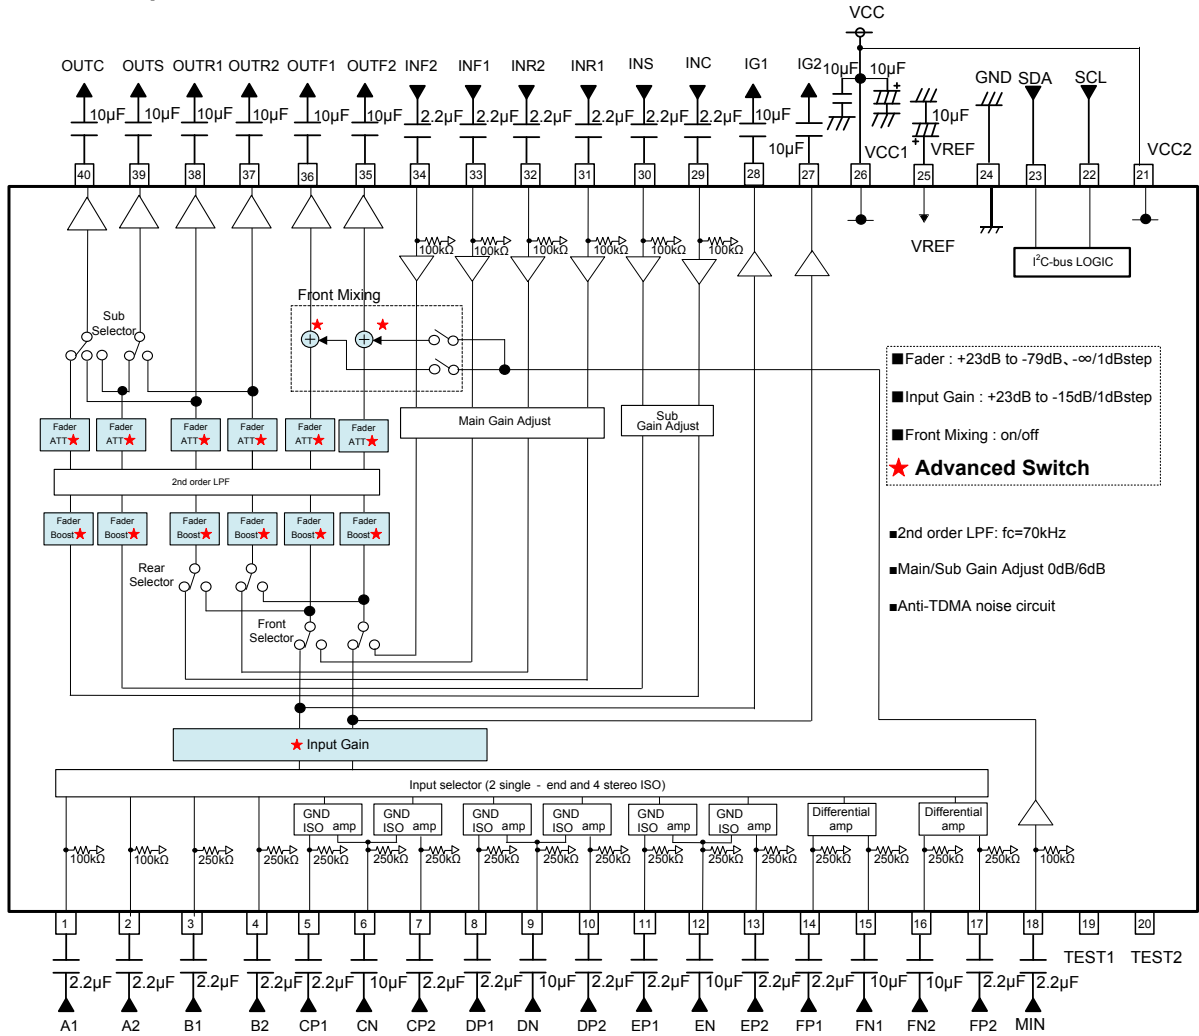 VCC
OUTC OUTS OUTR1 OUTR2 OUTF1 OUTF2 INF2 INF1 INR2 INR1 INS INC IG1 IG2 10μF 10μF GND SDA SCL
10μF 10μF 10μF 10μF 10μF 10μF 2.2μF 2.2μF 2.2μF 2.2μF 2.2μF 2.2μF 10μF 10μF
10μF VCC1 VREF VCC2
40 39 38 37 36 35 34 33 32 31 30 29 28 27 26 25 24 23 22 21
VREF
100kΩ 100kΩ 100kΩ 100kΩ 100kΩ 100kΩ
I²C-bus LOGIC
Front Mixing
Sub
Selector
■Fader : +23dB to -79dB、-∞/1dBstep
■Input Gain : +23dB to -15dB/1dBstep
■Front Mixing : on/off
★ Advanced Switch
Main Gain Adjust
Sub
Gain Adjust
Fader Fader Fader Fader Fader Fader
ATT★ ATT★ ATT★ ATT★ ATT★ ATT★
2nd order LPF
Fader Fader Fader Fader Fader Fader
Boost★ Boost★ Boost★ Boost★ Boost★ Boost★
■2nd order LPF: fc=70kHz
■Main/Sub Gain Adjust 0dB/6dB
■Anti-TDMA noise circuit
Rear
Selector
Front
Selector
★ Input Gain
Input selector (2 single - end and 4 stereo ISO)
GND GND GND GND GND GND Differential Differential
ISO amp ISO amp ISO amp ISO amp ISO amp ISO amp amp amp
100kΩ 100kΩ 250kΩ 250kΩ 250kΩ 250kΩ 250kΩ 250kΩ 250kΩ 250kΩ 250kΩ 250kΩ 250kΩ 250kΩ 250kΩ 250kΩ 250kΩ 100kΩ
1 2 3 4 5 6 7 8 9 10 11 12 13 14 15 16 17 18 19 20
TEST1 TEST2
2.2μF 2.2μF 2.2μF 2.2μF 2.2μF 10μF 2.2μF 2.2μF 10μF 2.2μF 2.2μF 10μF 2.2μF 2.2μF 10μF 10μF 2.2μF 2.2μF
A1 A2 B1 B2 CP1 CN CP2 DP1 DN DP2 EP1 EN EP2 FP1 FN1 FN2 FP2 MIN